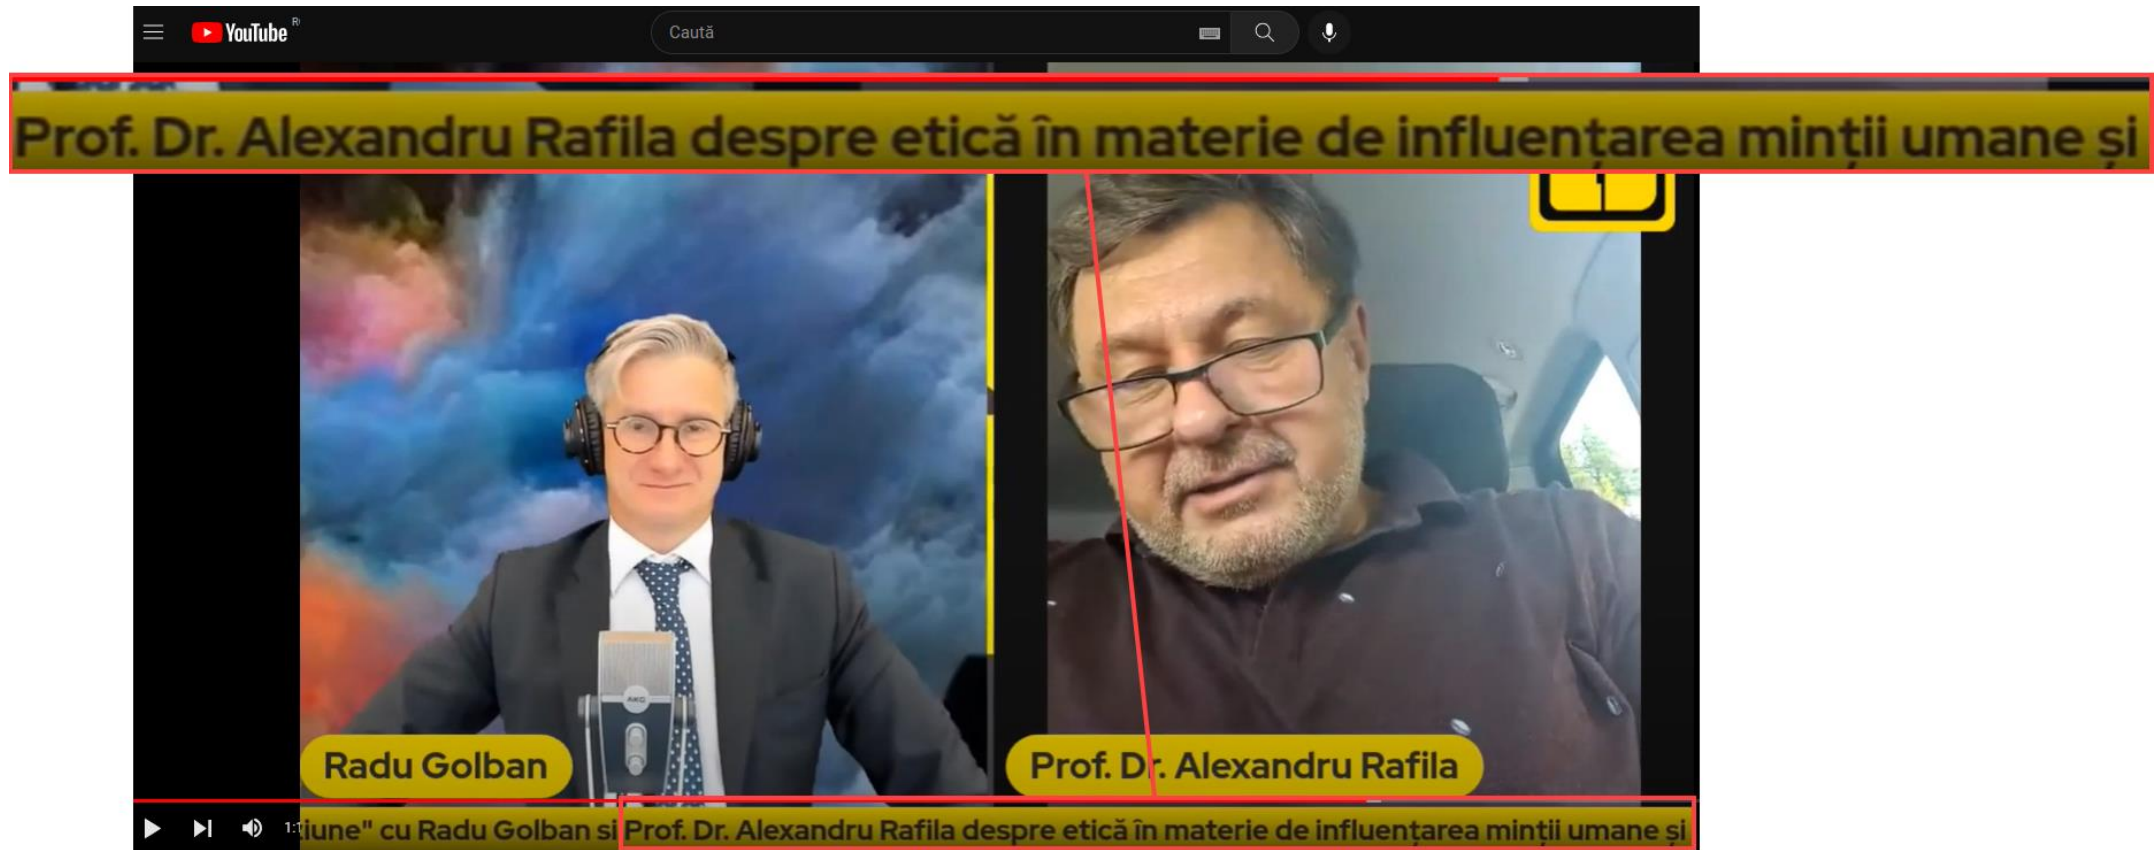 YouTube
Caută
Prof. Dr. Alexandru Rafila despre etică în materie de influențarea minții umane și
AKG
Radu Golban
Prof. Dr. Alexandru Rafila
iune" cu Radu Golban si Prof. Dr. Alexandru Rafila despre etică în materie de influențarea minții umane și